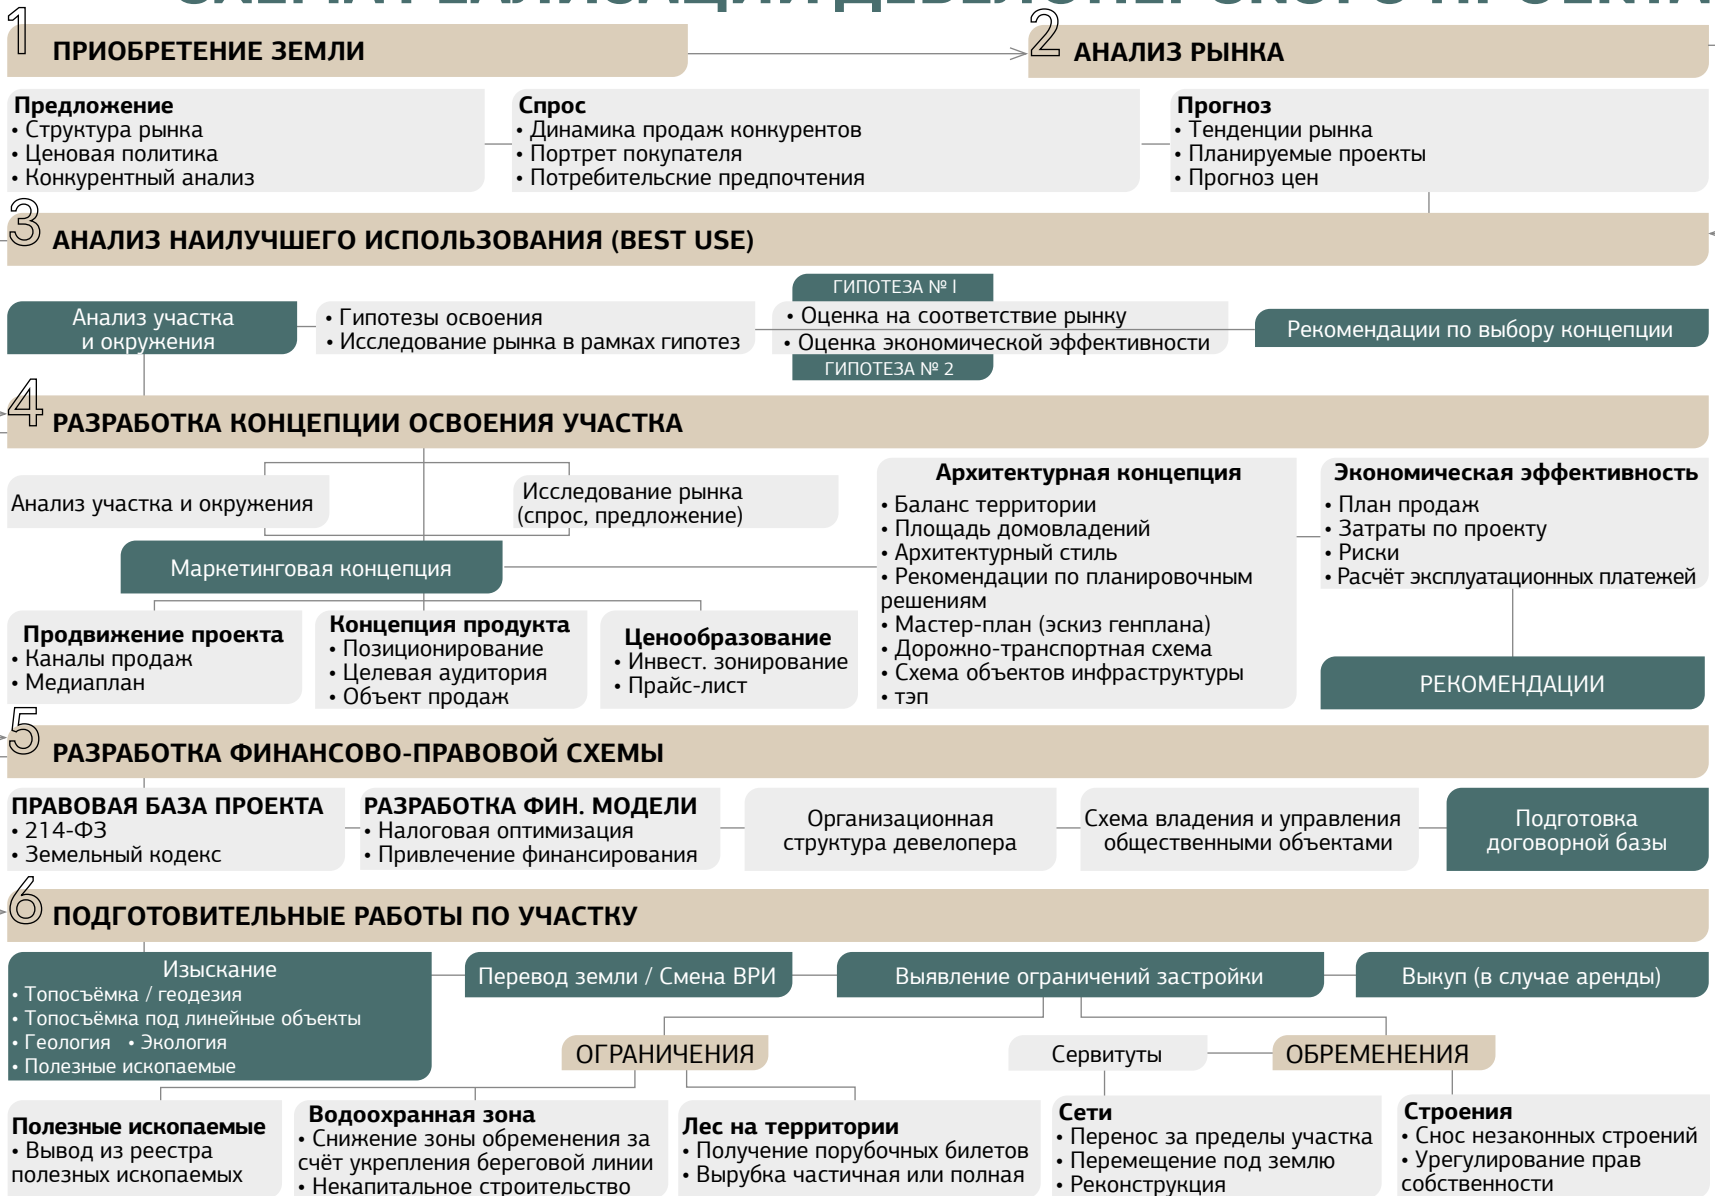 СХЕМА РЕАЛИЗАЦИИ ДЕВЕЛОПЕРСКОГО ПРОЕКТА
1 ПРИОБРЕТЕНИЕ ЗЕМЛИ
2 АНАЛИЗ РЫНКА
Предложение
• Структура рынка
• Ценовая политика
• Конкурентный анализ
Спрос
• Динамика продаж конкурентов
• Портрет покупателя
• Потребительские предпочтения
Прогноз
• Тенденции рынка
• Планируемые проекты
• Прогноз цен
3 АНАЛИЗ НАИЛУЧШЕГО ИСПОЛЬЗОВАНИЯ (BEST USE)
Анализ участка
и окружения
• Гипотезы освоения
• Исследование рынка в рамках гипотез
ГИПОТЕЗА № I
• Оценка на соответствие рынку
• Оценка экономической эффективности
ГИПОТЕЗА № 2
Рекомендации по выбору концепции
4 РАЗРАБОТКА КОНЦЕПЦИИ ОСВОЕНИЯ УЧАСТКА
Анализ участка и окружения
Исследование рынка
(спрос, предложение)
Маркетинговая концепция
Продвижение проекта
• Каналы продаж
• Медиаплан
Концепция продукта
• Позиционирование
• Целевая аудитория
• Объект продаж
Ценообразование
• Инвест. зонирование
• Прайс-лист
Архитектурная концепция
• Баланс территории
• Площадь домовладений
• Архитектурный стиль
• Рекомендации по планировочным
решениям
• Мастер-план (эскиз генплана)
• Дорожно-транспортная схема
• Схема объектов инфраструктуры
• тэп
Экономическая эффективность
• План продаж
• Затраты по проекту
• Риски
• Расчёт эксплуатационных платежей
РЕКОМЕНДАЦИИ
5 РАЗРАБОТКА ФИНАНСОВО-ПРАВОВОЙ СХЕМЫ
ПРАВОВАЯ БАЗА ПРОЕКТА
• 214-ФЗ
• Земельный кодекс
РАЗРАБОТКА ФИН. МОДЕЛИ
• Налоговая оптимизация
• Привлечение финансирования
Организационная
структура девелопера
Схема владения и управления
общественными объектами
Подготовка
договорной базы
6 ПОДГОТОВИТЕЛЬНЫЕ РАБОТЫ ПО УЧАСТКУ
Изыскание
• Топосъёмка / геодезия
• Топосъёмка под линейные объекты
• Геология • Экология
• Полезные ископаемые
Перевод земли / Смена ВРИ
Выявление ограничений застройки
Выкуп (в случае аренды)
ОГРАНИЧЕНИЯ
Сервитуты
ОБРЕМЕНЕНИЯ
Полезные ископаемые
• Вывод из реестра
полезных ископаемых
Водоохранная зона
• Снижение зоны обременения за
счёт укрепления береговой линии
• Некапитальное строительство
Лес на территории
• Получение порубочных билетов
• Вырубка частичная или полная
Сети
• Перенос за пределы участка
• Перемещение под землю
• Реконструкция
Строения
• Снос незаконных строений
• Урегулирование прав
собственности